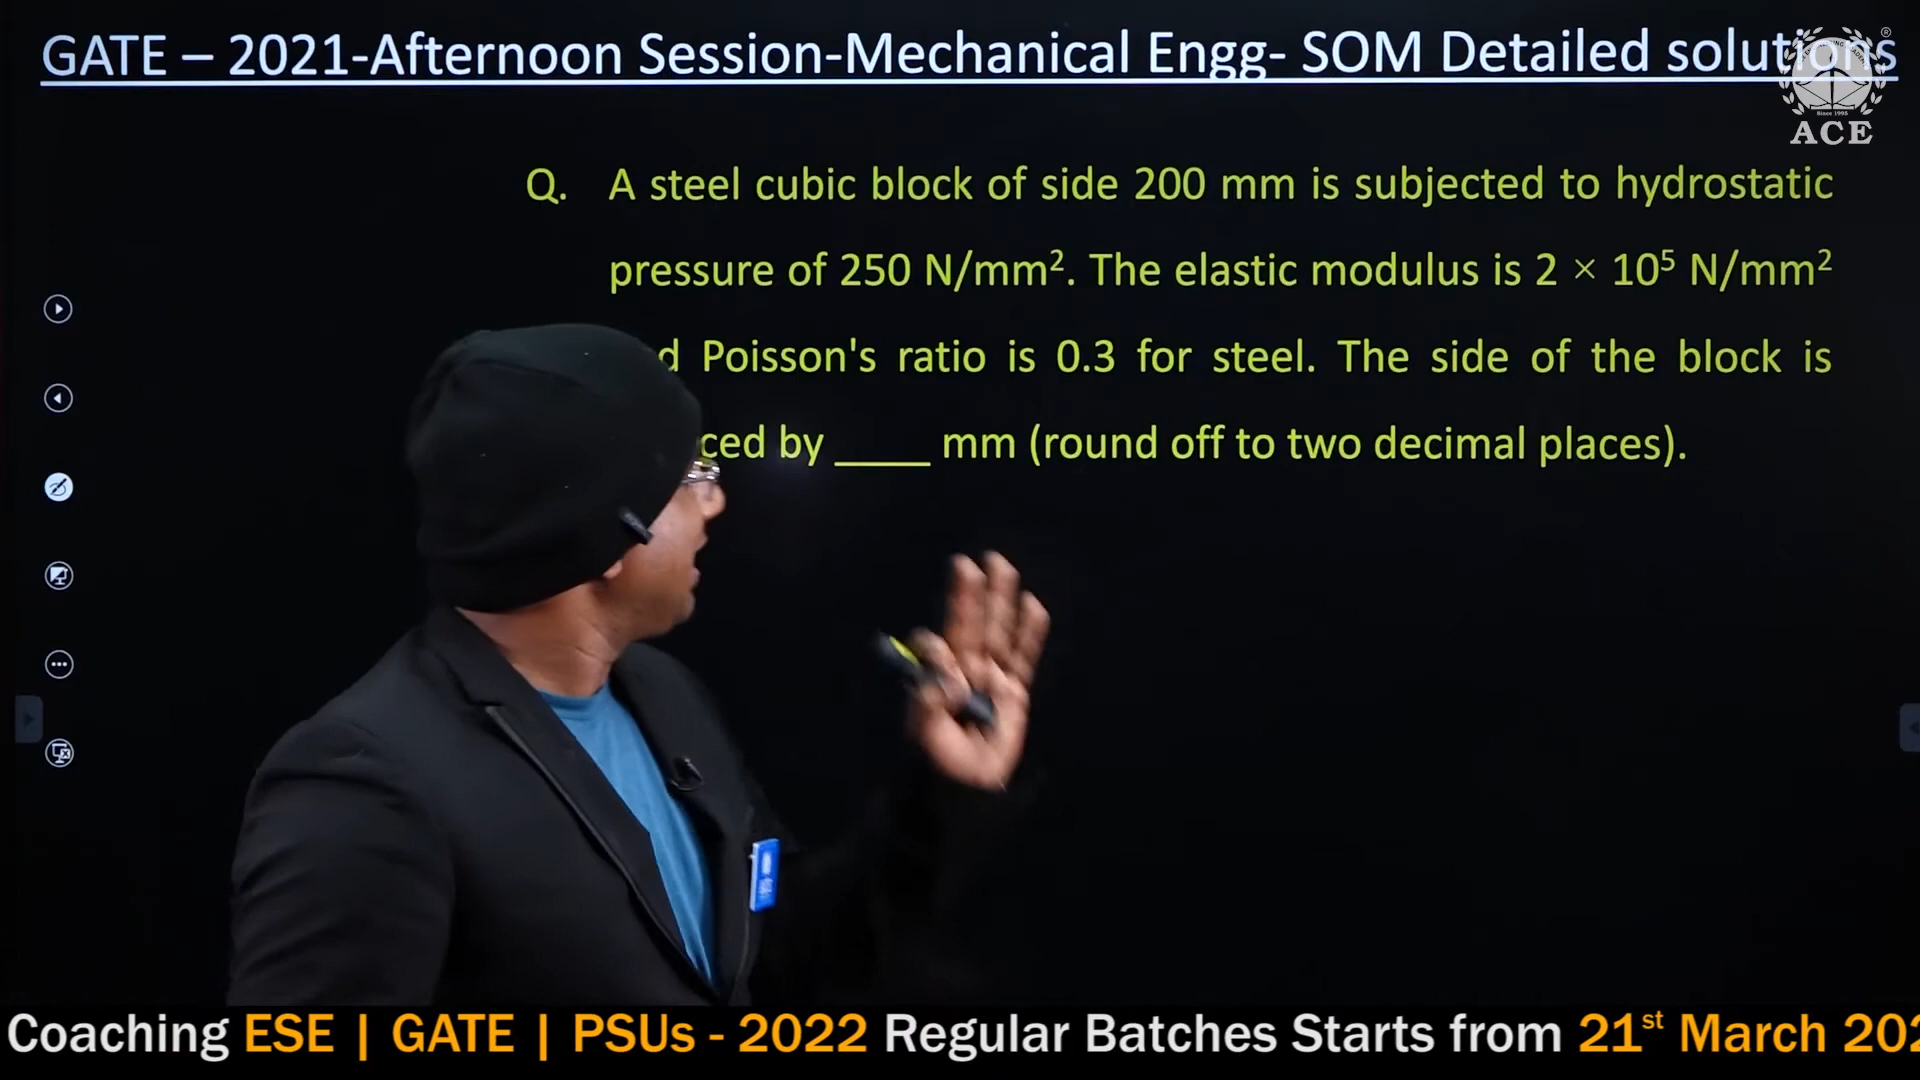 GATE – 2021-Afternoon Session-Mechanical Engg- SOM Detailed solutions
®
Since 1995
ACE
Q. A steel cubic block of side 200 mm is subjected to hydrostatic
pressure of 250 N/mm². The elastic modulus is 2 × 10⁵ N/mm²
d Poisson's ratio is 0.3 for steel. The side of the block is
ced by ____ mm (round off to two decimal places).
Coaching ESE | GATE | PSUs - 2022 Regular Batches Starts from 21st March 202